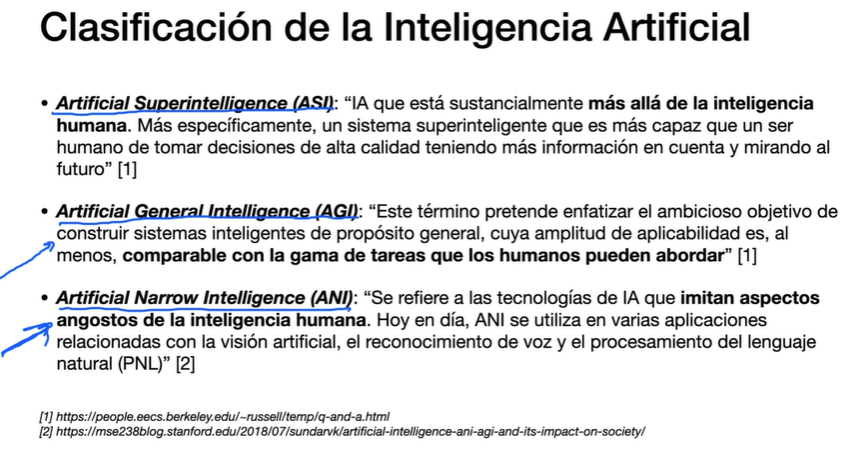 Clasificación de la Inteligencia Artificial
• Artificial Superintelligence (ASI): “IA que está sustancialmente más allá de la inteligencia
humana. Más específicamente, un sistema superinteligente que es más capaz que un ser
humano de tomar decisiones de alta calidad teniendo más información en cuenta y mirando al
futuro” [1]
• Artificial General Intelligence (AGI): “Este término pretende enfatizar el ambicioso objetivo de
construir sistemas inteligentes de propósito general, cuya amplitud de aplicabilidad es, al
menos, comparable con la gama de tareas que los humanos pueden abordar” [1]
• Artificial Narrow Intelligence (ANI): “Se refiere a las tecnologías de IA que imitan aspectos
angostos de la inteligencia humana. Hoy en día, ANI se utiliza en varias aplicaciones
relacionadas con la visión artificial, el reconocimiento de voz y el procesamiento del lenguaje
natural (PNL)” [2]
[1] https://people.eecs.berkeley.edu/~russell/temp/q-and-a.html
[2] https://mse238blog.stanford.edu/2018/07/sundarvk/artificial-intelligence-ani-agi-and-its-impact-on-society/